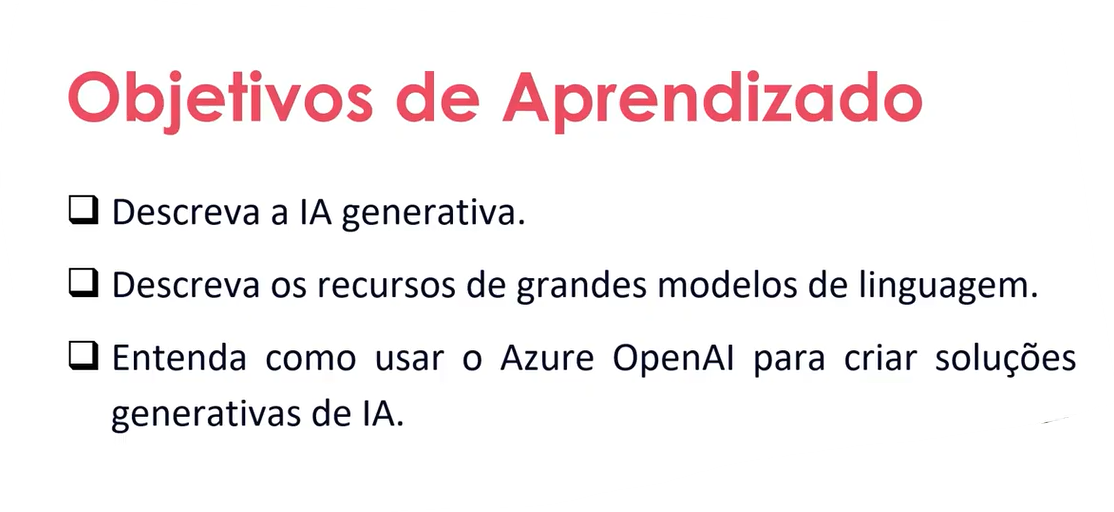 Objetivos de Aprendizado
Descreva a IA generativa.
Descreva os recursos de grandes modelos de linguagem.
Entenda como usar o Azure OpenAI para criar soluções
generativas de IA.